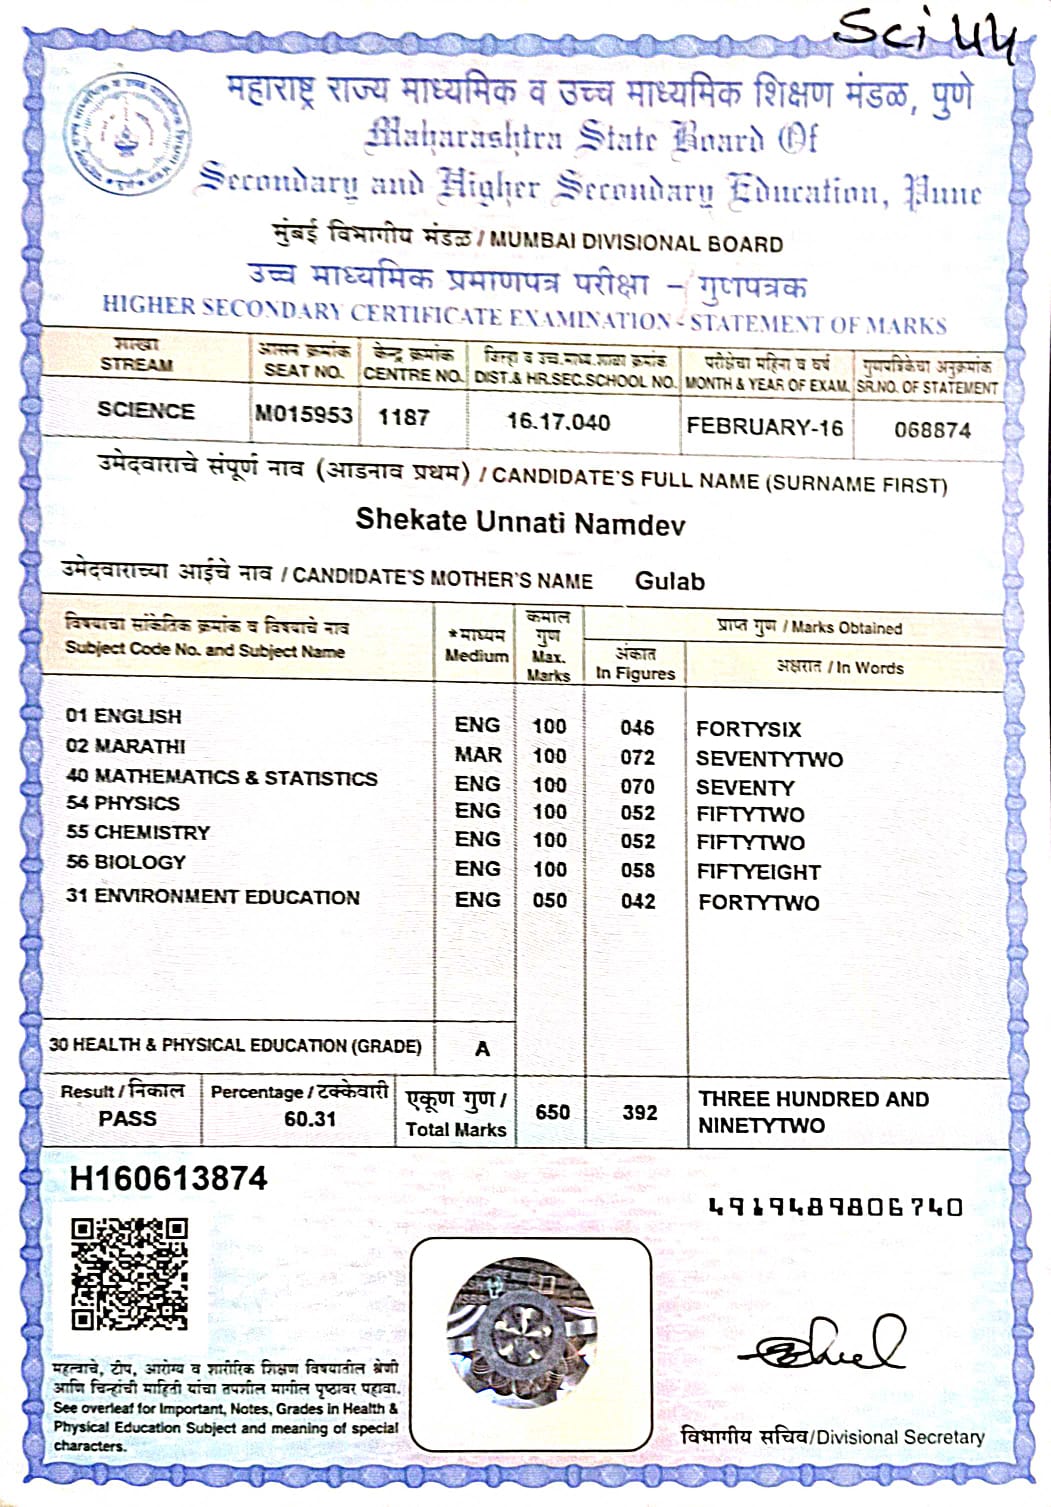 Sci 44
महाराष्ट्र राज्य माध्यमिक व उच्च माध्यमिक शिक्षण मंडळ, पुणे
Maharashtra State Board Of
Secondary and Higher Secondary Education, Pune
मुंबई विभागीय मंडळ / MUMBAI DIVISIONAL BOARD
उच्च माध्यमिक प्रमाणपत्र परीक्षा – गुणपत्रक
HIGHER SECONDARY CERTIFICATE EXAMINATION - STATEMENT OF MARKS
शाखा आसन क्रमांक केन्द्र क्रमांक जिल्हा व उच्च.माध्य.शाळा क्रमांक परीक्षेचा महिना व वर्ष गुणपत्रिकेचा अनुक्रमांक
STREAM SEAT NO. CENTRE NO. DIST.& HR.SEC.SCHOOL NO. MONTH & YEAR OF EXAM. SR.NO. OF STATEMENT
SCIENCE M015953 1187 16.17.040 FEBRUARY-16 068874
उमेदवाराचे संपूर्ण नाव (आडनाव प्रथम) / CANDIDATE'S FULL NAME (SURNAME FIRST)
Shekate Unnati Namdev
उमेदवाराच्या आईचे नाव / CANDIDATE'S MOTHER'S NAME Gulab
विषयाचा सांकेतिक क्रमांक व विषयाचे नाव
Subject Code No. and Subject Name
*माध्यम
Medium
कमाल
गुण
Max.
Marks
प्राप्त गुण / Marks Obtained
अंकात
In Figures
अक्षरात / In Words
01 ENGLISH ENG 100 046 FORTYSIX
02 MARATHI MAR 100 072 SEVENTYTWO
40 MATHEMATICS & STATISTICS ENG 100 070 SEVENTY
54 PHYSICS ENG 100 052 FIFTYTWO
55 CHEMISTRY ENG 100 052 FIFTYTWO
56 BIOLOGY ENG 100 058 FIFTYEIGHT
31 ENVIRONMENT EDUCATION ENG 050 042 FORTYTWO
30 HEALTH & PHYSICAL EDUCATION (GRADE) A
Result / निकाल
PASS
Percentage / टक्केवारी
60.31
एकूण गुण /
Total Marks
650 392
THREE HUNDRED AND
NINETYTWO
H160613874
4919489806740
महत्वाचे, टीप, आरोग्य व शारीरिक शिक्षण विषयातील श्रेणी
आणि चिन्हांची माहिती यांचा तपशील मागील पृष्ठावर पहावा.
See overleaf for Important, Notes, Grades in Health &
Physical Education Subject and meaning of special
characters.
विभागीय सचिव/Divisional Secretary